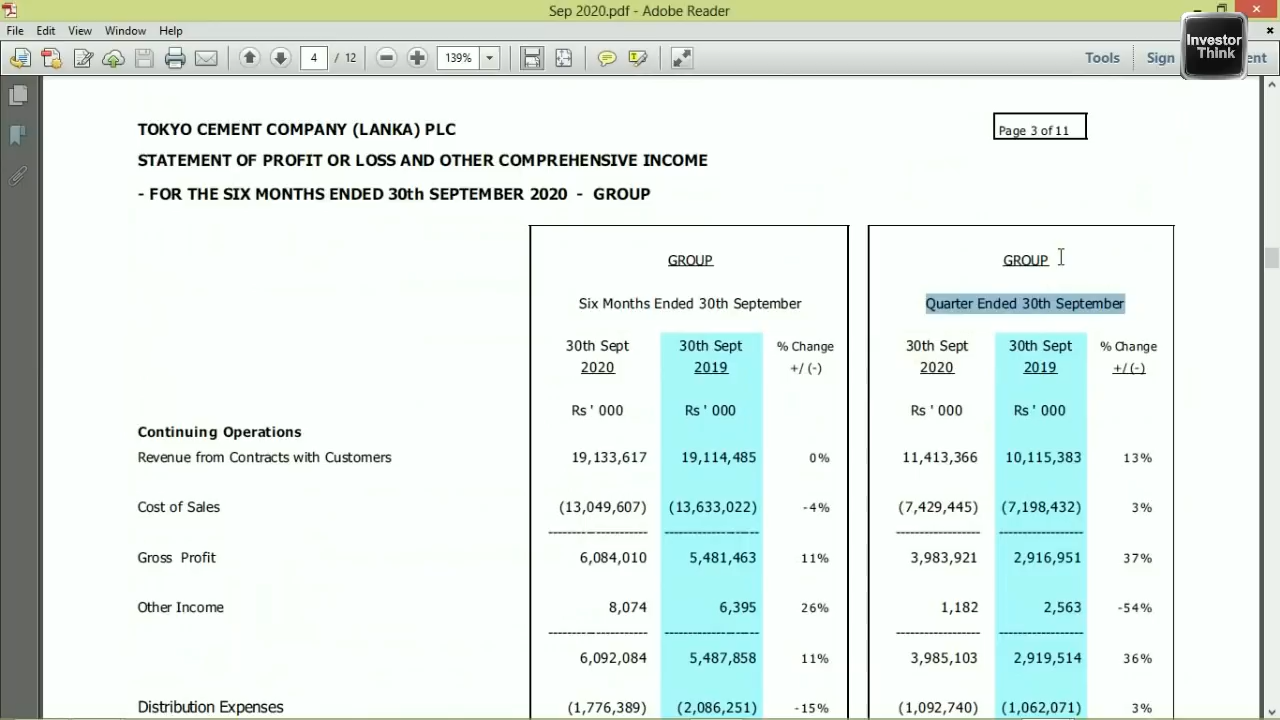 Sep 2020.pdf - Adobe Reader
File Edit View Window Help
Investor
Think
4 / 12 139% Tools Sign ent
TOKYO CEMENT COMPANY (LANKA) PLC
Page 3 of 11
STATEMENT OF PROFIT OR LOSS AND OTHER COMPREHENSIVE INCOME
- FOR THE SIX MONTHS ENDED 30th SEPTEMBER 2020 - GROUP
GROUP GROUP
Six Months Ended 30th September Quarter Ended 30th September
30th Sept 30th Sept % Change 30th Sept 30th Sept % Change
2020 2019 +/ (-) 2020 2019 +/ (-)
Rs ' 000 Rs ' 000 Rs ' 000 Rs ' 000
Continuing Operations
Revenue from Contracts with Customers 19,133,617 19,114,485 0% 11,413,366 10,115,383 13%
Cost of Sales (13,049,607) (13,633,022) -4% (7,429,445) (7,198,432) 3%
Gross Profit 6,084,010 5,481,463 11% 3,983,921 2,916,951 37%
Other Income 8,074 6,395 26% 1,182 2,563 -54%
6,092,084 5,487,858 11% 3,985,103 2,919,514 36%
Distribution Expenses (1,776,389) (2,086,251) -15% (1,092,740) (1,062,071) 3%